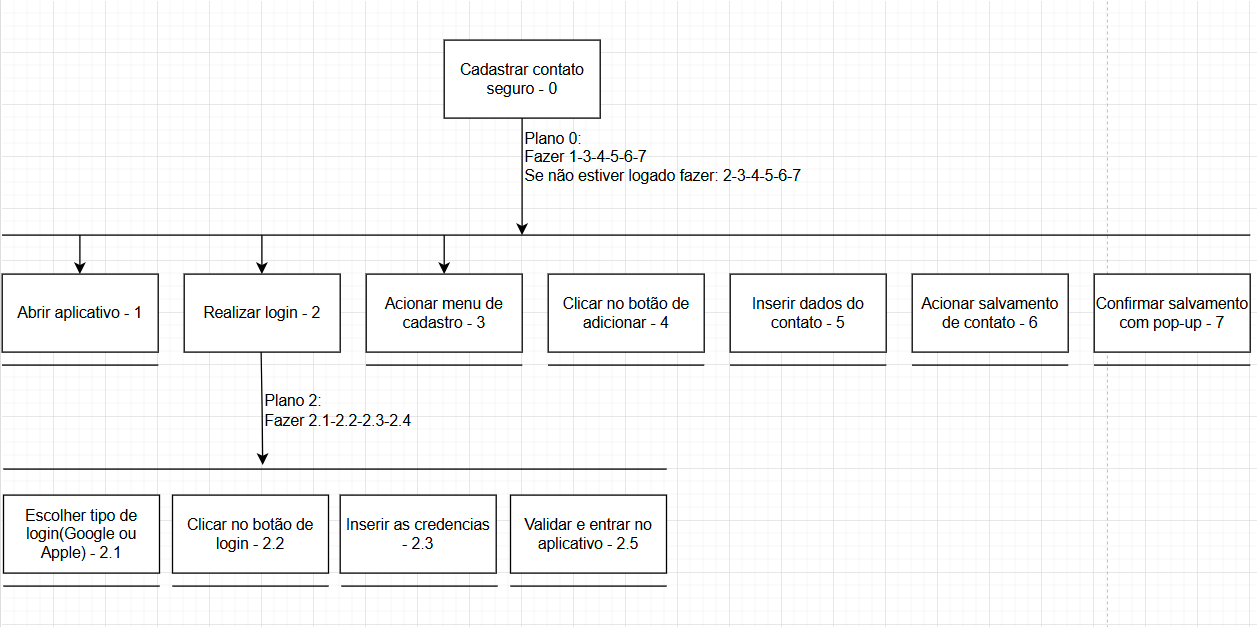 Cadastrar contato
seguro - 0
Plano 0:
Fazer 1-3-4-5-6-7
Se não estiver logado fazer: 2-3-4-5-6-7
Abrir aplicativo - 1
Realizar login - 2
Acionar menu de
cadastro - 3
Clicar no botão de
adicionar - 4
Inserir dados do
contato - 5
Acionar salvamento
de contato - 6
Confirmar salvamento
com pop-up - 7
Plano 2:
Fazer 2.1-2.2-2.3-2.4
Escolher tipo de
login(Google ou
Apple) - 2.1
Clicar no botão de
login - 2.2
Inserir as credencias
- 2.3
Validar e entrar no
aplicativo - 2.5